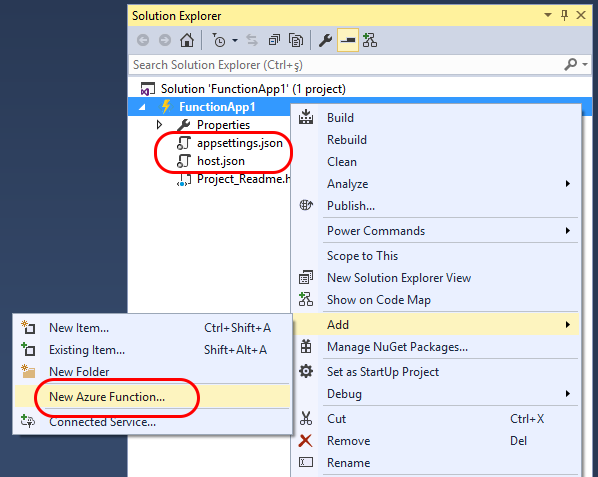 Solution Explorer
Search Solution Explorer (Ctrl+ş)
Solution 'FunctionApp1' (1 project)
FunctionApp1
Properties
appsettings.json
host.json
Project_Readme.h
Build
Rebuild
Clean
Analyze
Publish...
Power Commands
Scope to This
New Solution Explorer View
Show on Code Map
Add
Manage NuGet Packages...
Set as StartUp Project
Debug
Cut Ctrl+X
Remove Del
Rename
New Item... Ctrl+Shift+A
Existing Item... Shift+Alt+A
New Folder
New Azure Function...
Connected Service...